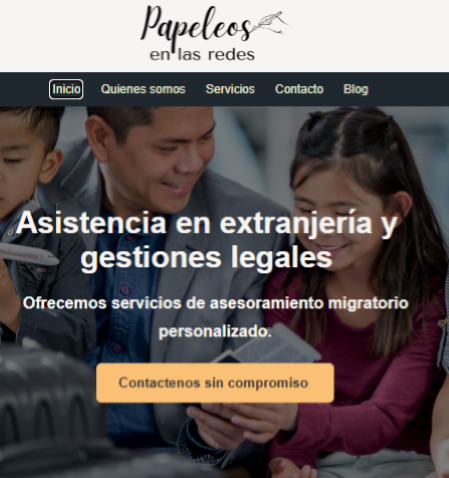 Papeleos
en las redes
Inicio Quienes somos Servicios Contacto Blog
Asistencia en extranjería y
gestiones legales
Ofrecemos servicios de asesoramiento migratorio
personalizado.
Contactenos sin compromiso